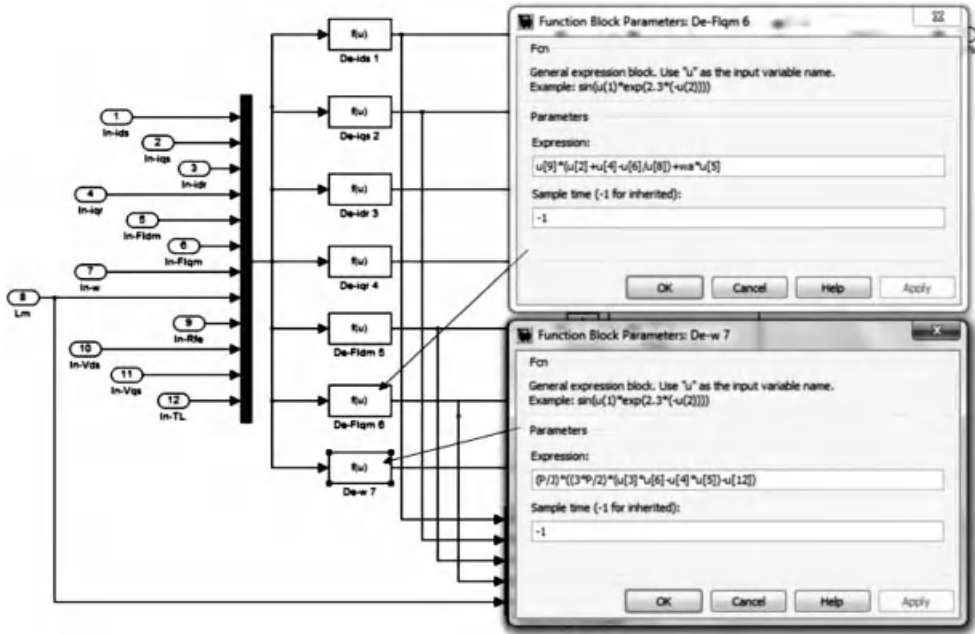 f(u)
De-ids 1
f(u)
De-iqs 2
f(u)
De-idr 3
f(u)
De-iqr 4
f(u)
De-Fldm 5
f(u)
De-Flqm 6
f(u)
De-w 7
1
In-ids
2
In-iqs
3
In-idr
4
In-iqr
5
In-Fldm
6
In-Flqm
7
In-w
8
Lm
9
In-Rfe
10
In-Vds
11
In-Vqs
12
In-TL
Function Block Parameters: De-Flqm 6
Fcn
General expression block. Use "u" as the input variable name.
Example: sin(u(1)*exp(2.3*(-u(2))))
Parameters
Expression:
u[9]*(u[2]+u[4]-u[6]/u[8])+wa*u[5]
Sample time (-1 for inherited):
-1
OK Cancel Help Apply
Function Block Parameters: De-w 7
Fcn
General expression block. Use "u" as the input variable name.
Example: sin(u(1)*exp(2.3*(-u(2))))
Parameters
Expression:
(P/J)*((3*P/2)*(u[3]*u[6]-u[4]*u[5])-u[12])
Sample time (-1 for inherited):
-1
OK Cancel Help Apply